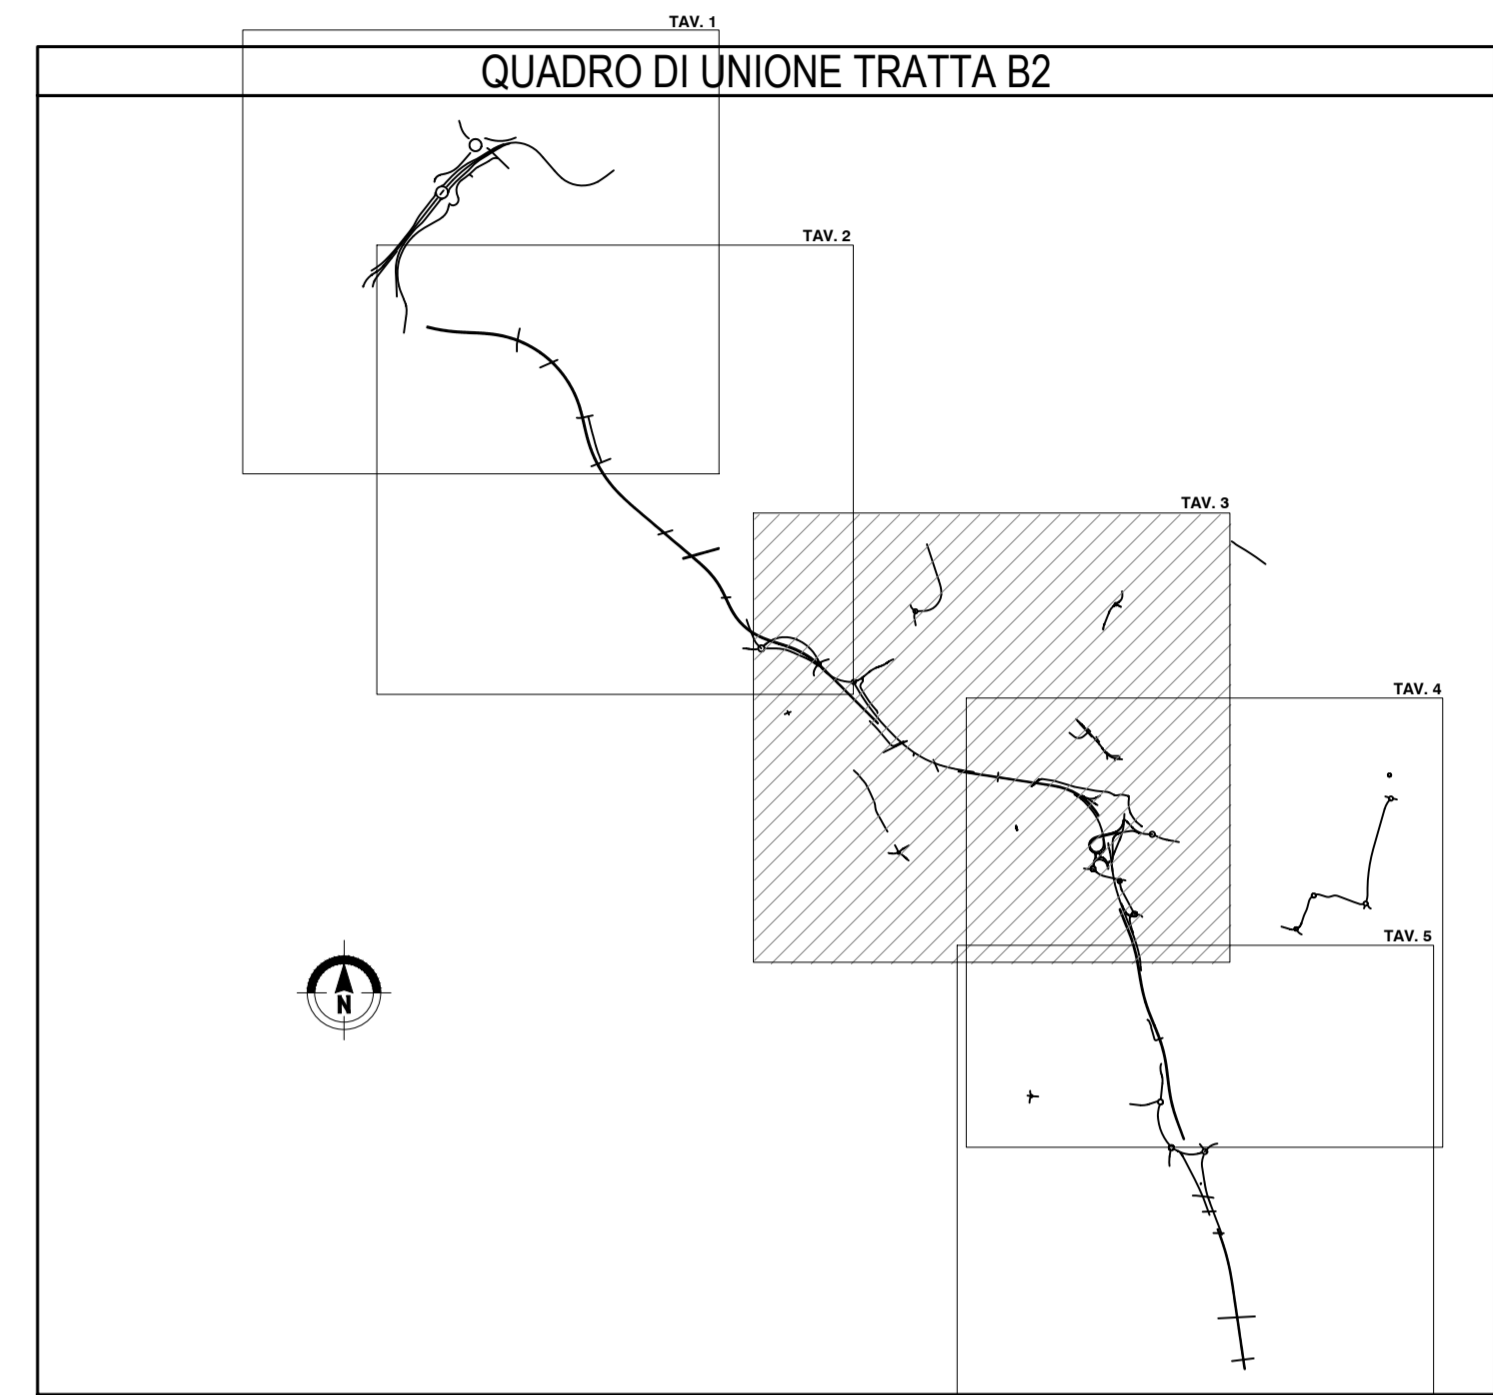 TAV. 1
QUADRO DI UNIONE TRATTA B2
TAV. 2
TAV. 3
TAV. 4
TAV. 5
N